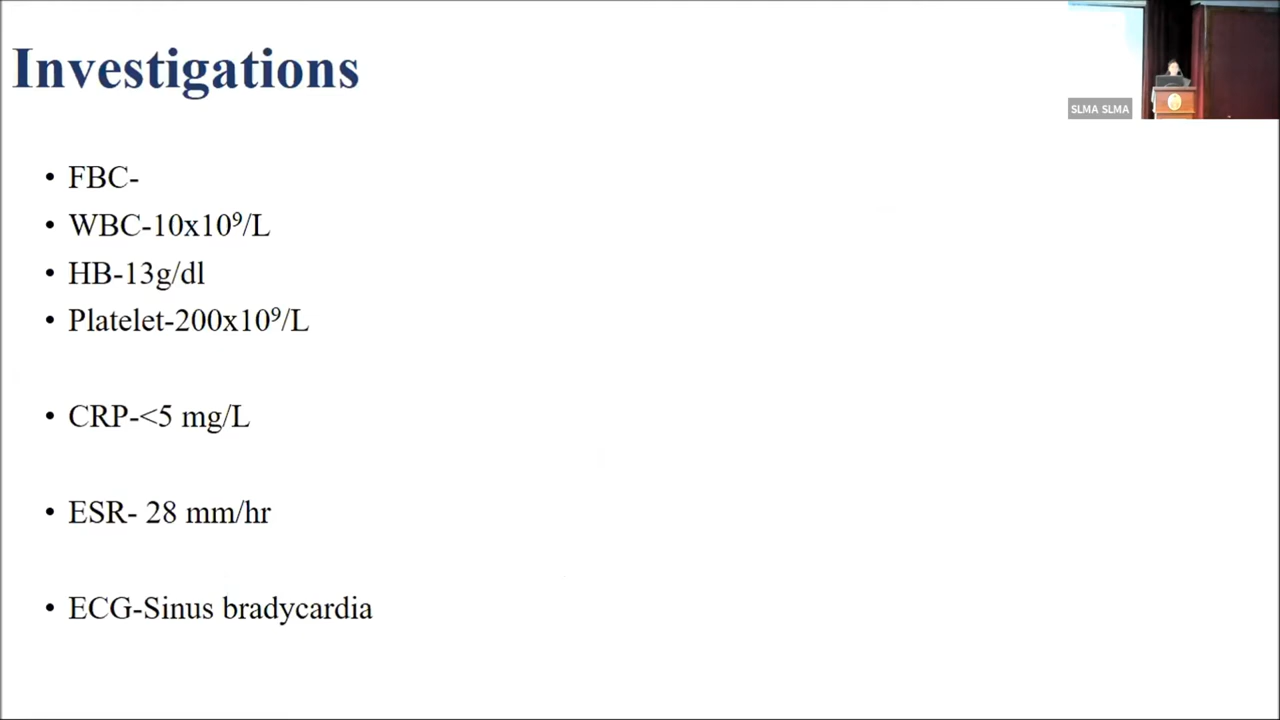 Investigations
SLMA SLMA
• FBC-
• WBC-10x10⁹/L
• HB-13g/dl
• Platelet-200x10⁹/L
• CRP-<5 mg/L
• ESR- 28 mm/hr
• ECG-Sinus bradycardia